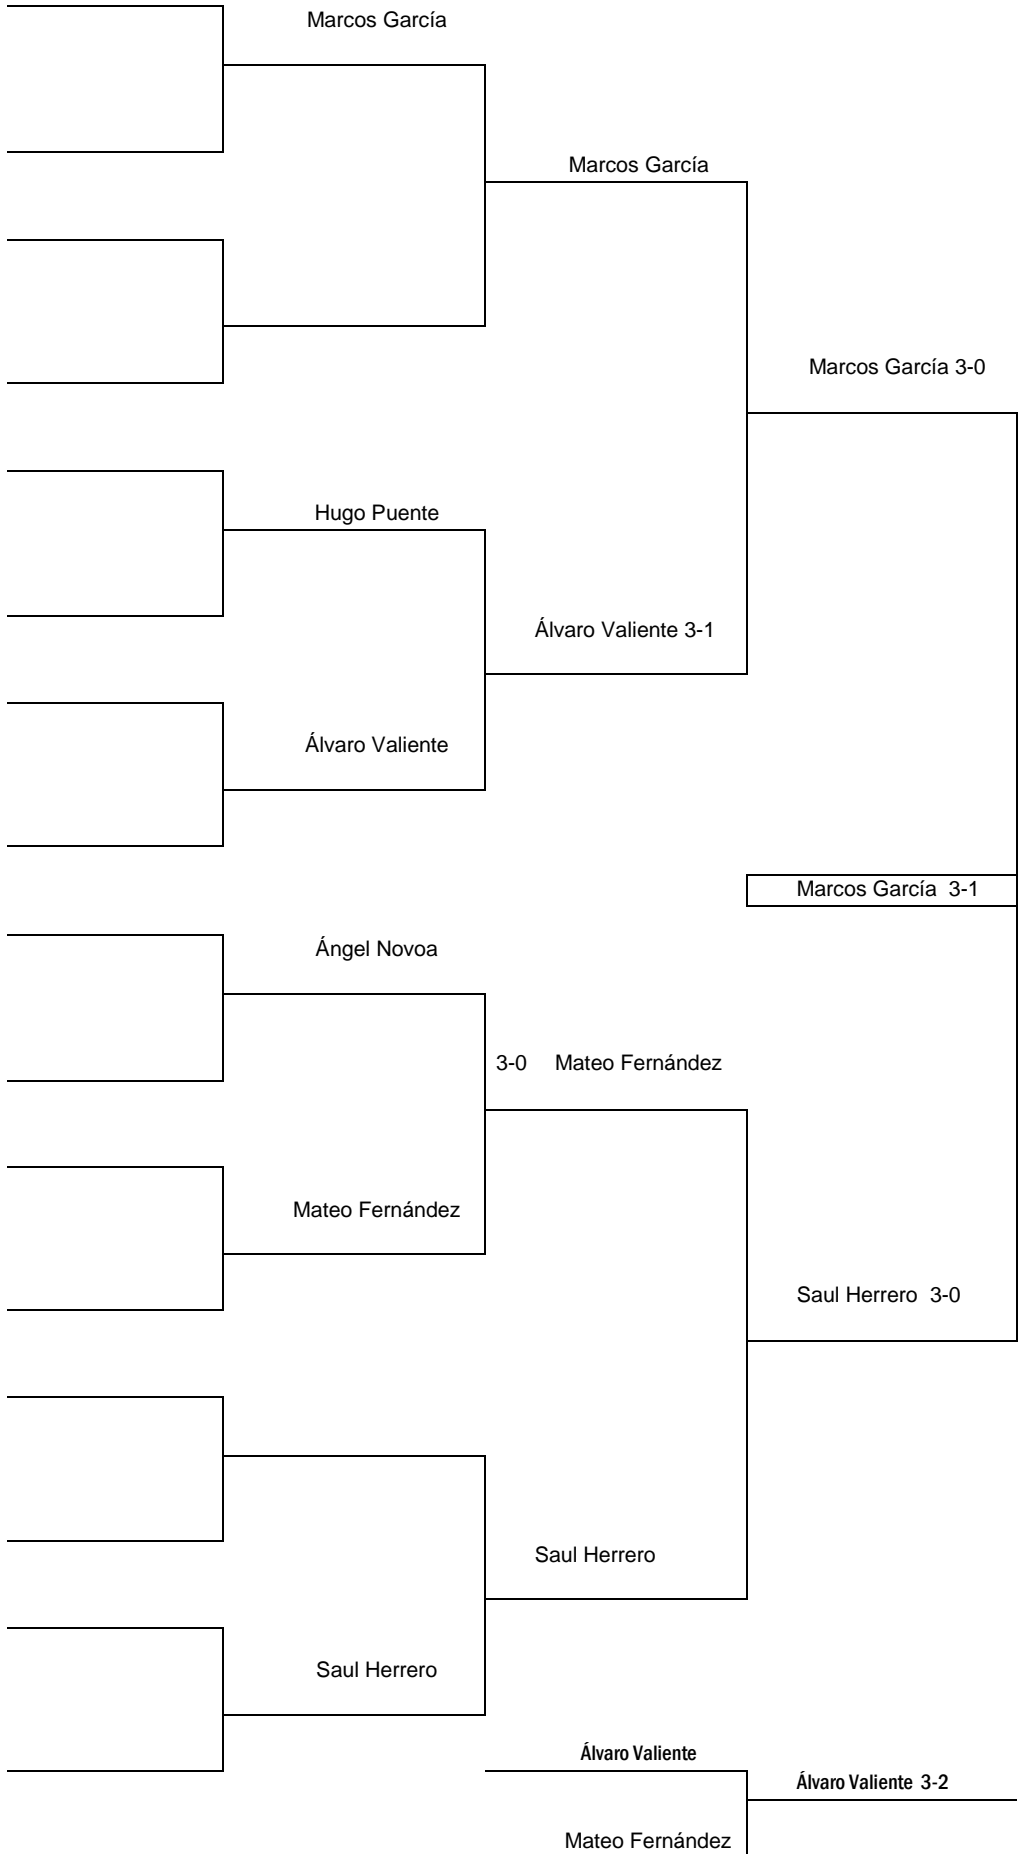 Marcos García
Marcos García
Marcos García 3-0
Hugo Puente
Álvaro Valiente 3-1
Álvaro Valiente
Marcos García 3-1
Ángel Novoa
3-0 Mateo Fernández
Mateo Fernández
Saul Herrero 3-0
Saul Herrero
Saul Herrero
Álvaro Valiente
Álvaro Valiente 3-2
Mateo Fernández